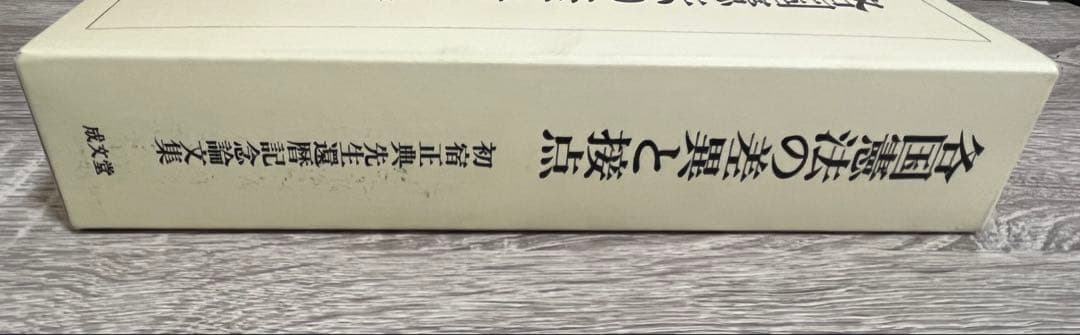 各国憲法の差異と接点
初宿正典先生還暦記念論文集
成文堂